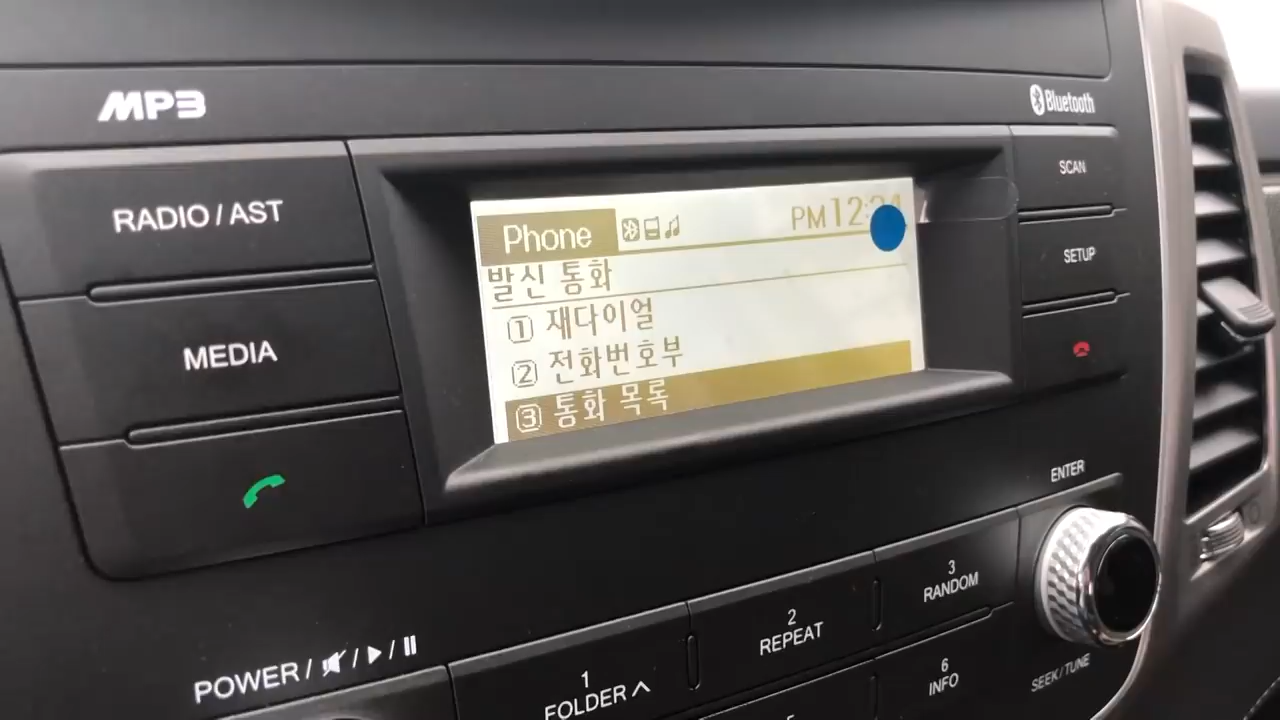 MP3
Bluetooth
RADIO / AST
MEDIA
Phone
발신 통화
1 재다이얼
2 전화번호부
3 통화 목록
SCAN
SETUP
ENTER
POWER /
1
FOLDER ∧
2
REPEAT
3
RANDOM
6
INFO
SEEK / TUNE